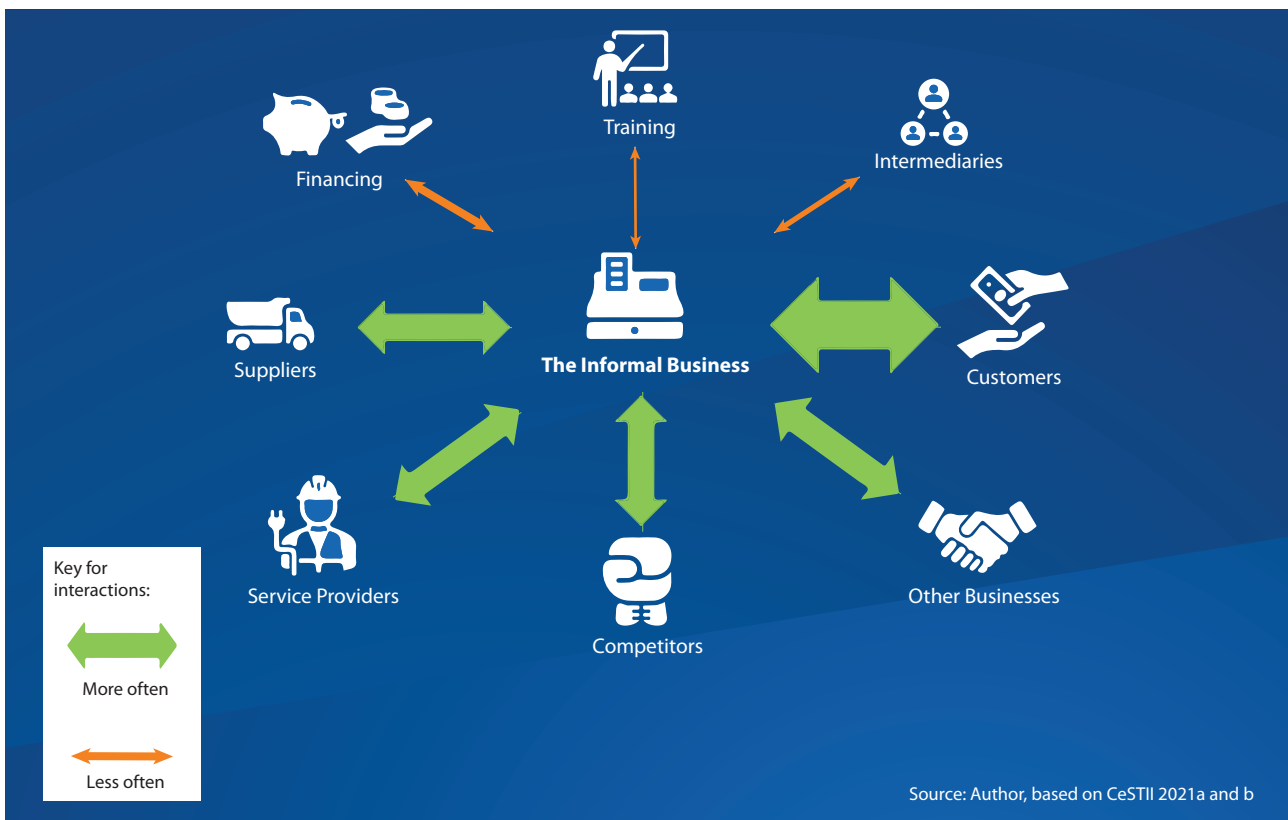 Training
Financing
Intermediaries
Suppliers
The Informal Business
Customers
Service Providers
Competitors
Other Businesses
Key for
interactions:
More often
Less often
Source: Author, based on CeSTII 2021a and b